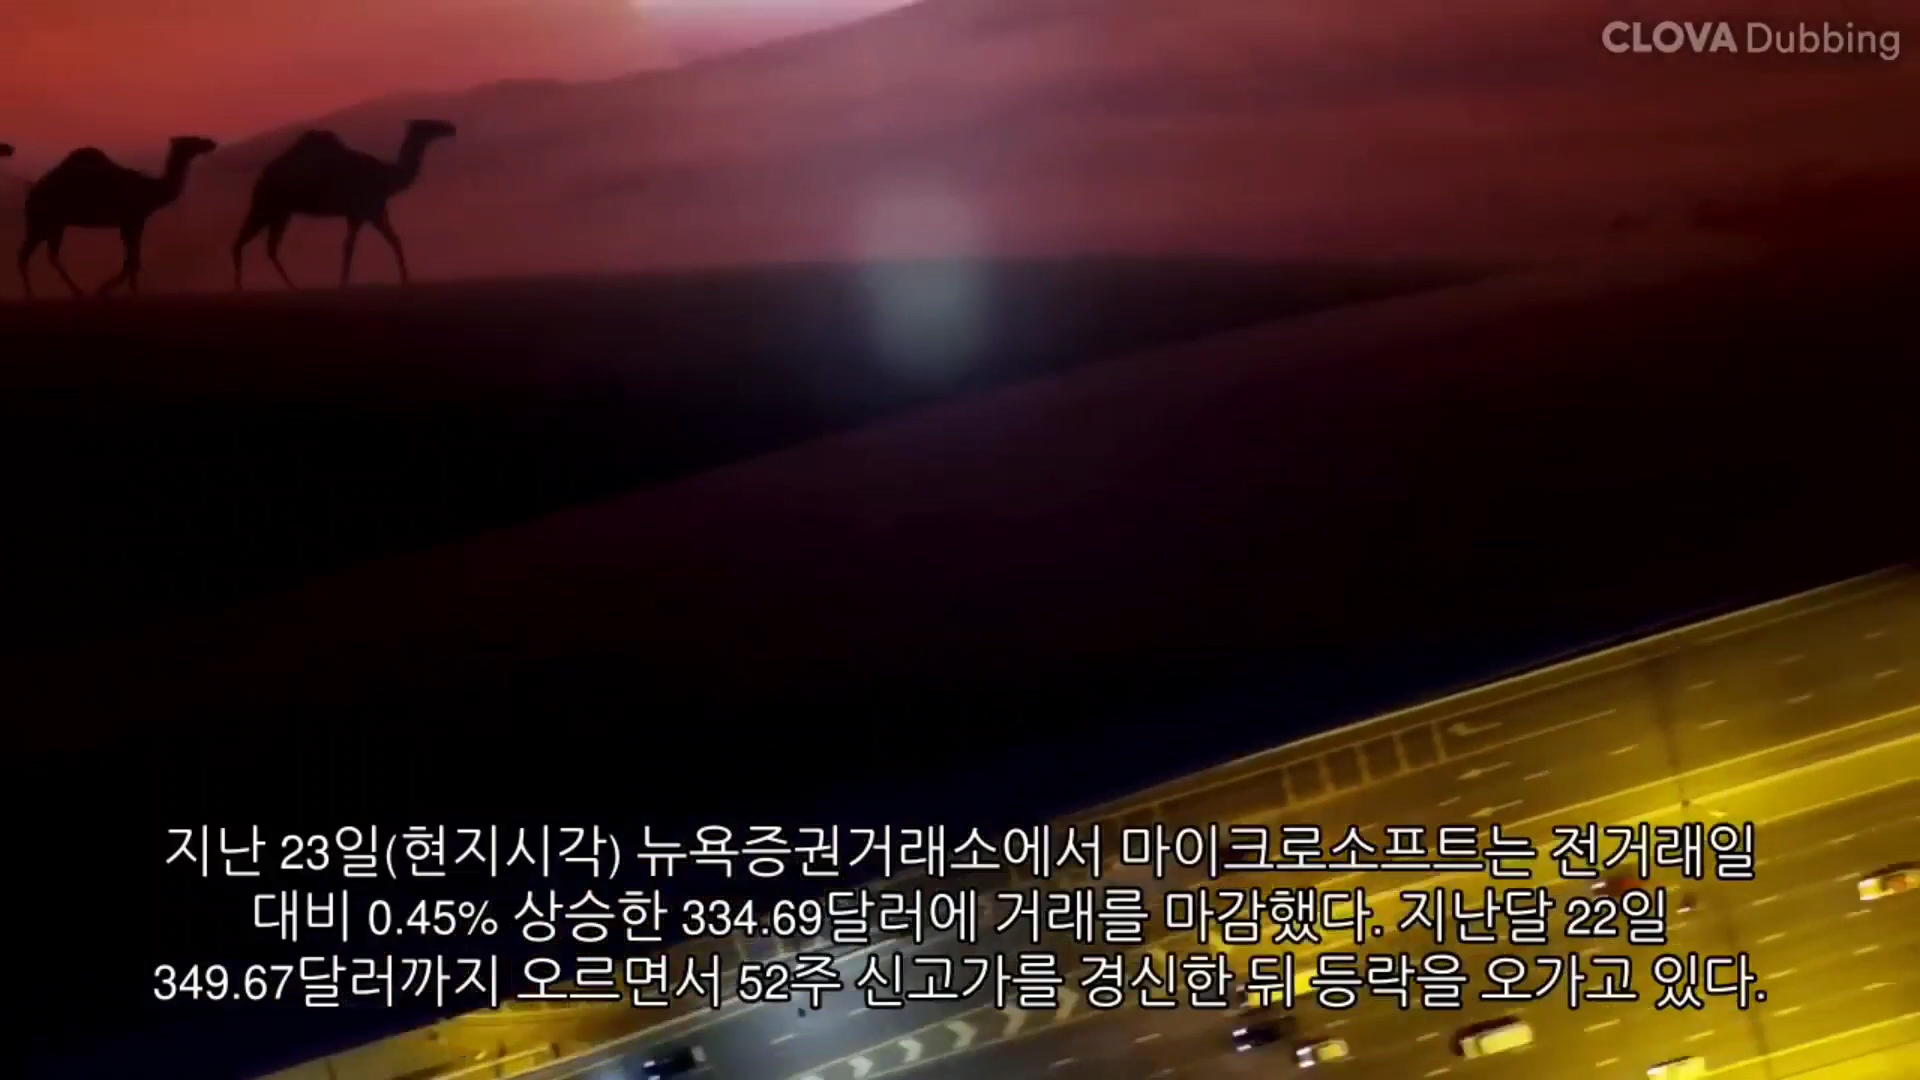 CLOVA Dubbing
지난 23일(현지시각) 뉴욕증권거래소에서 마이크로소프트는 전거래일
대비 0.45% 상승한 334.69달러에 거래를 마감했다. 지난달 22일
349.67달러까지 오르면서 52주 신고가를 경신한 뒤 등락을 오가고 있다.